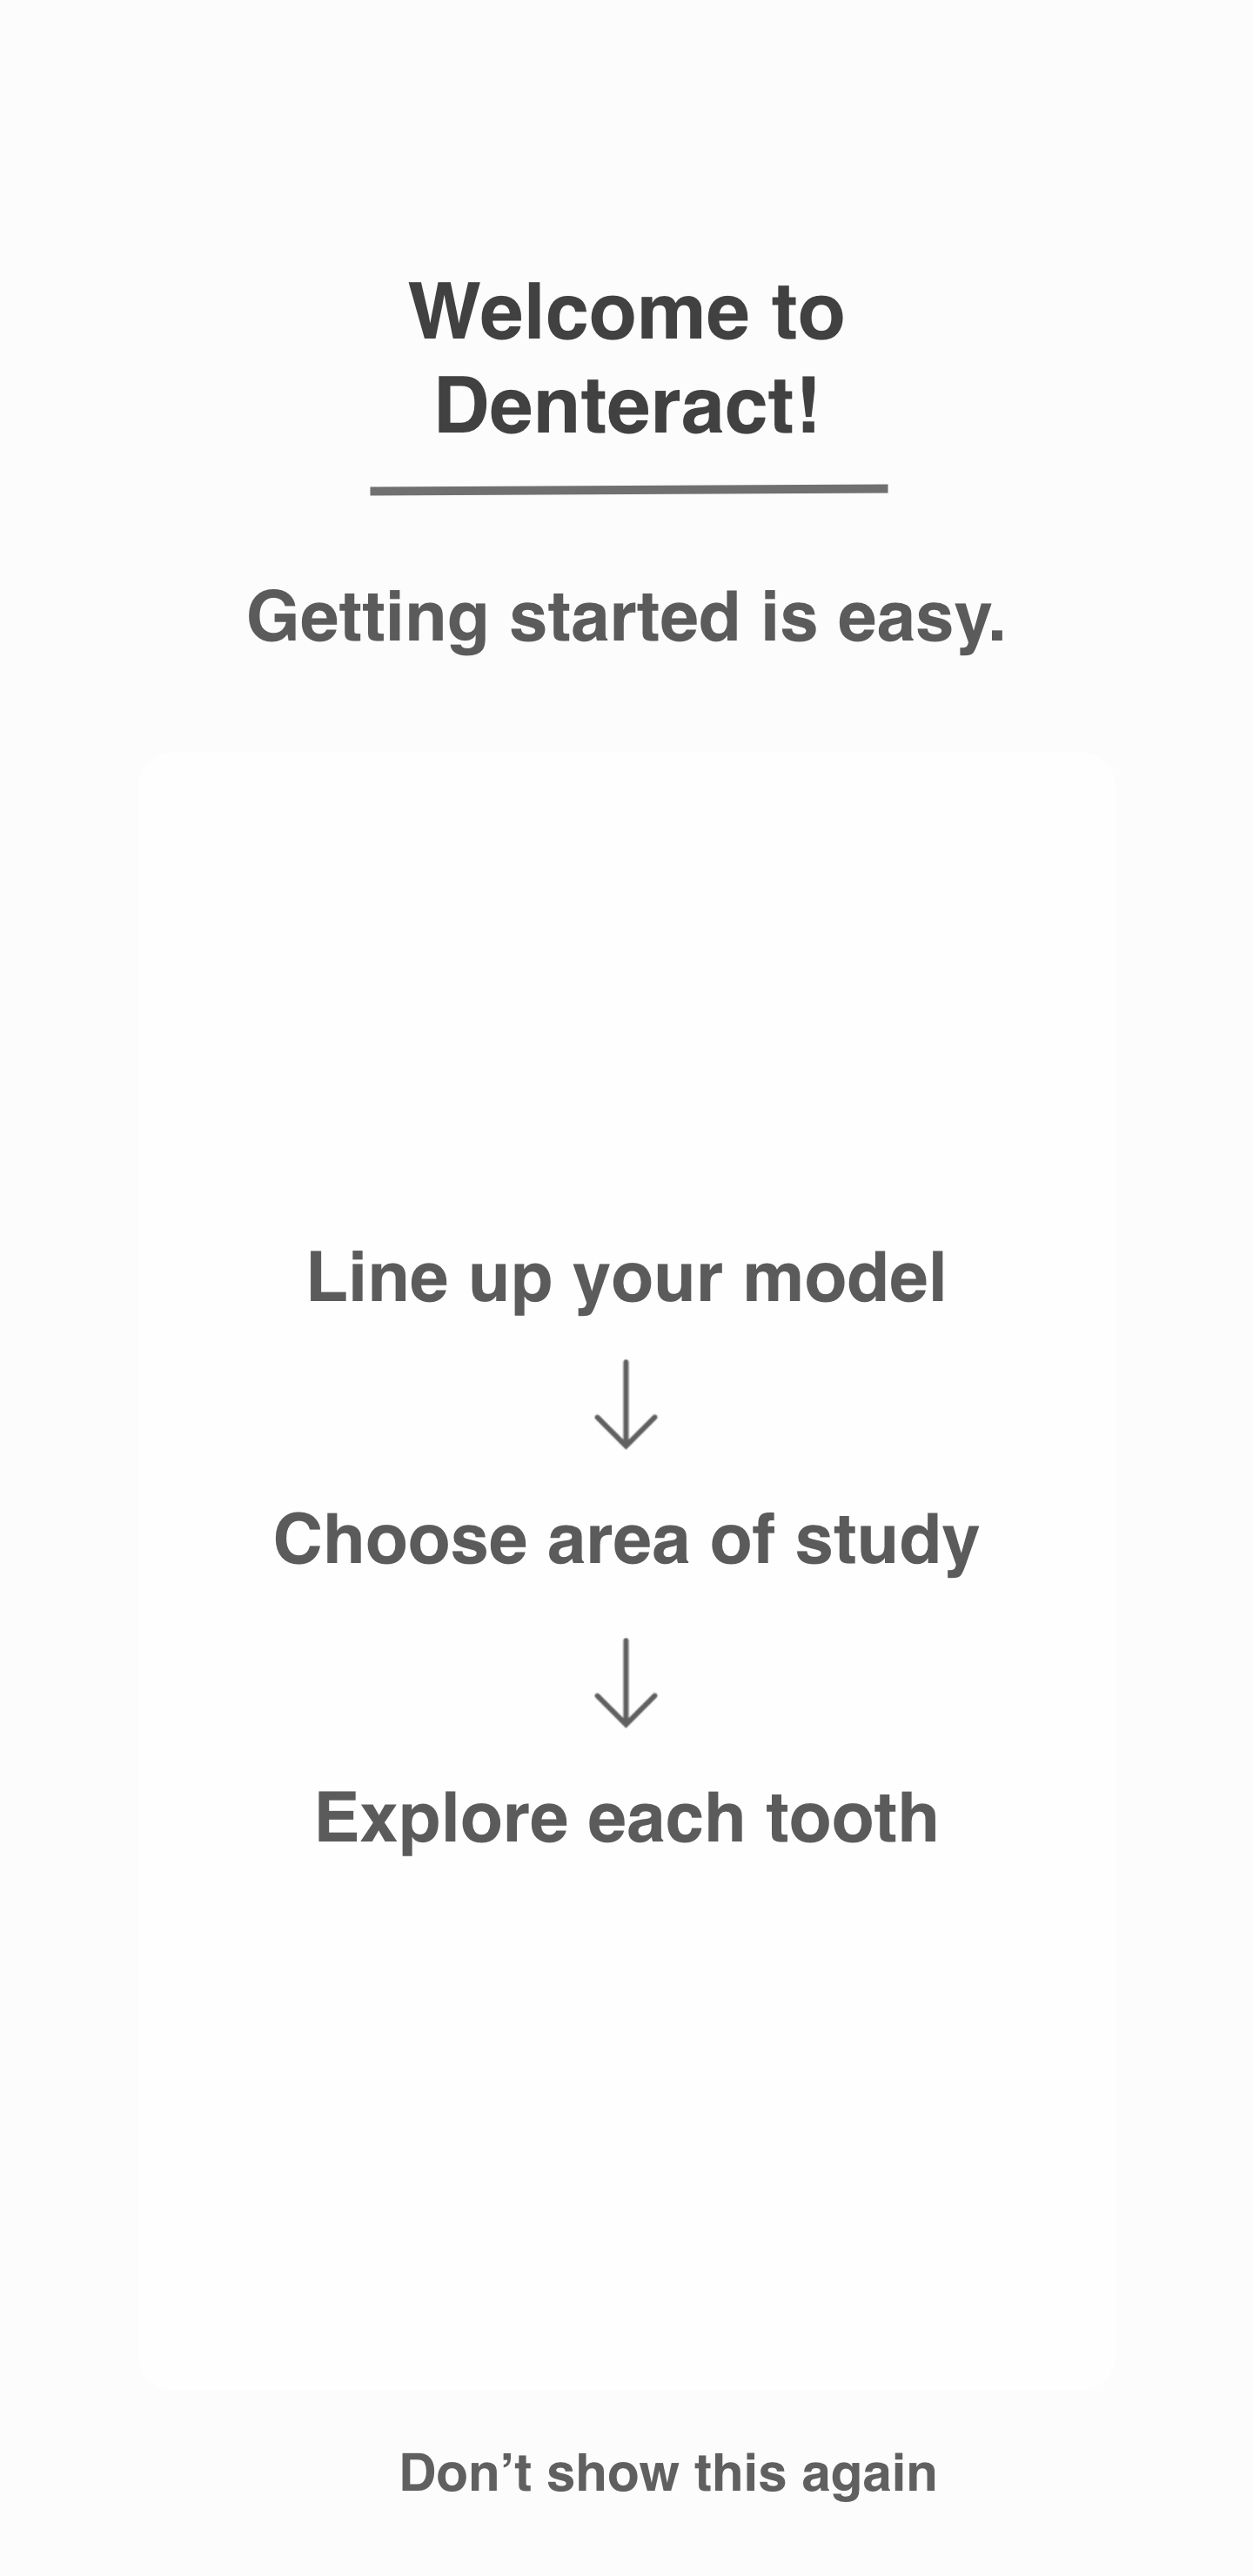 Welcome to
Denteract!
Getting started is easy.
Line up your model
Choose area of study
Explore each tooth
Don’t show this again